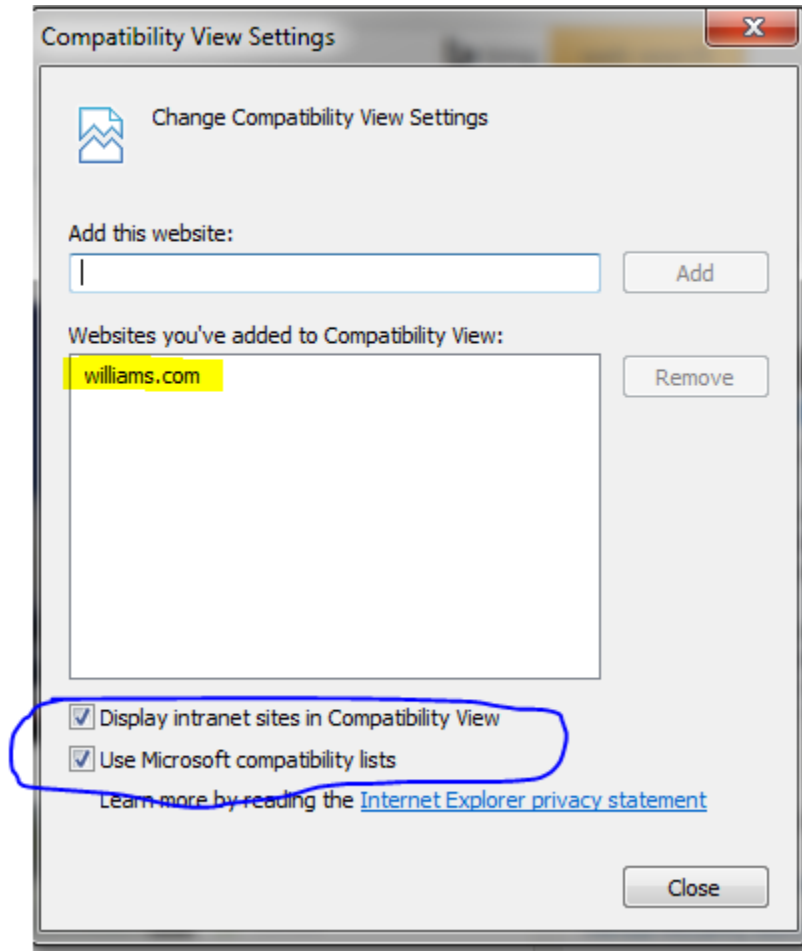 Compatibility View Settings
Change Compatibility View Settings
Add this website:
Add
Websites you've added to Compatibility View:
williams.com
Remove
Display intranet sites in Compatibility View
Use Microsoft compatibility lists
Learn more by reading the Internet Explorer privacy statement
Close